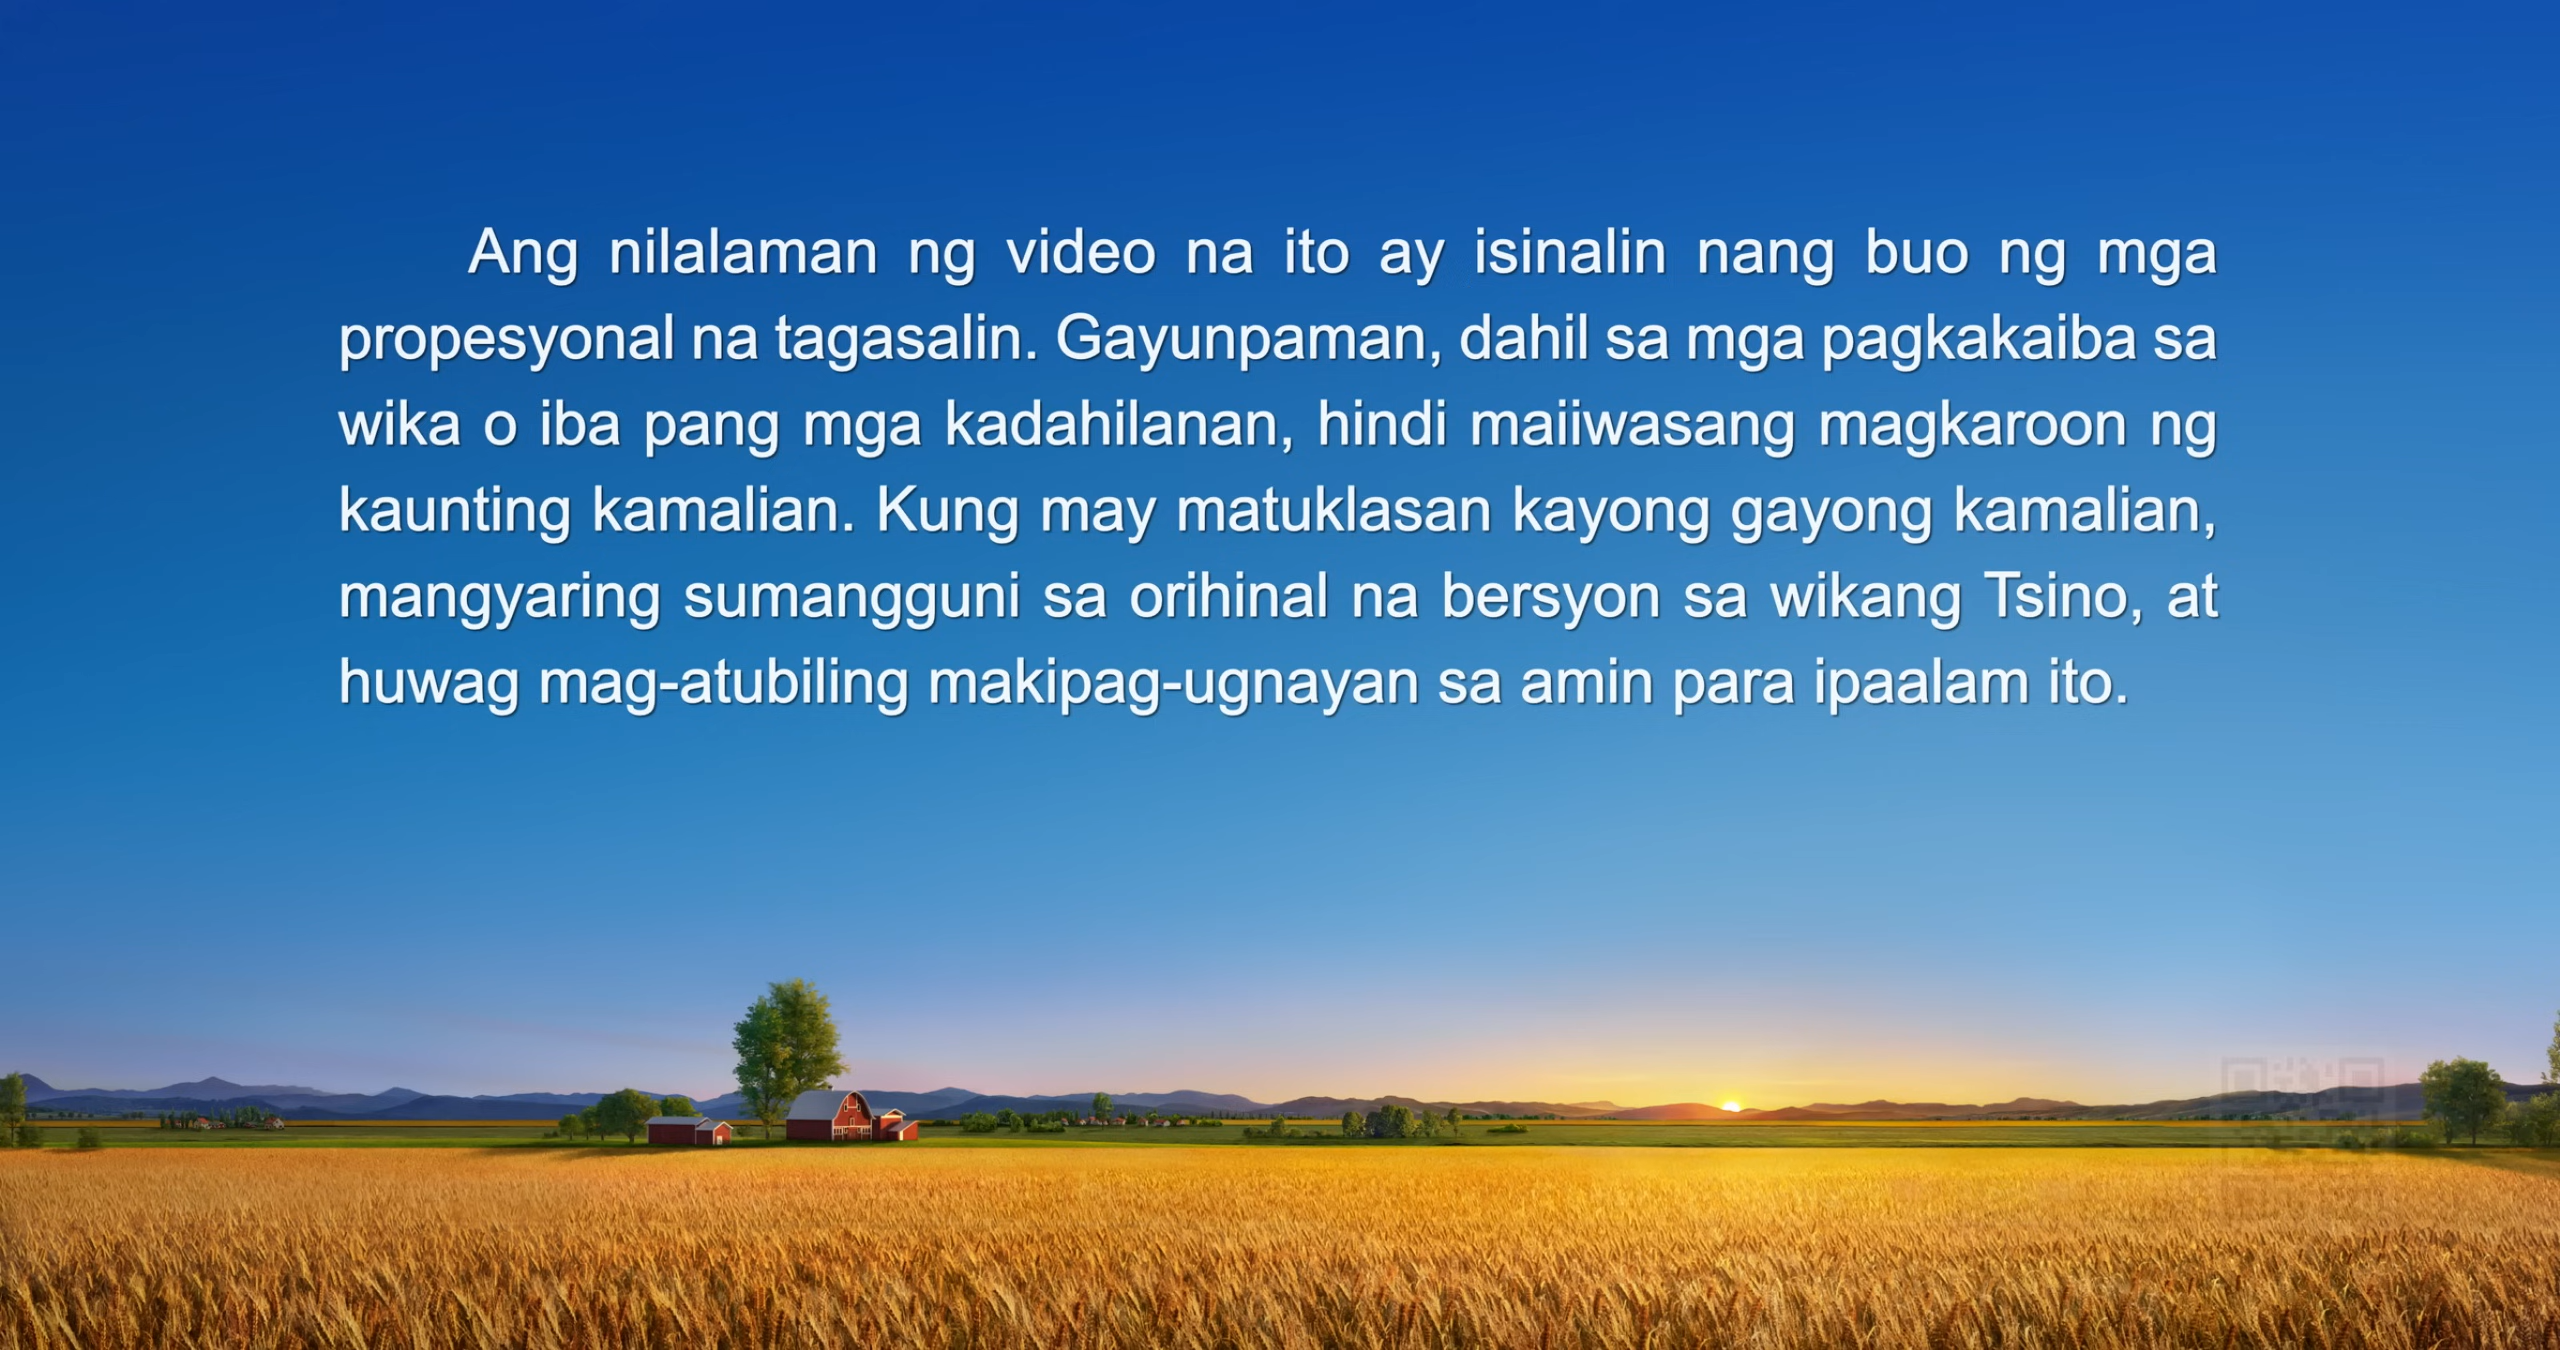 Ang nilalaman ng video na ito ay isinalin nang buo ng mga
propesyonal na tagasalin. Gayunpaman, dahil sa mga pagkakaiba sa
wika o iba pang mga kadahilanan, hindi maiiwasang magkaroon ng
kaunting kamalian. Kung may matuklasan kayong gayong kamalian,
mangyaring sumangguni sa orihinal na bersyon sa wikang Tsino, at
huwag mag-atubiling makipag-ugnayan sa amin para ipaalam ito.